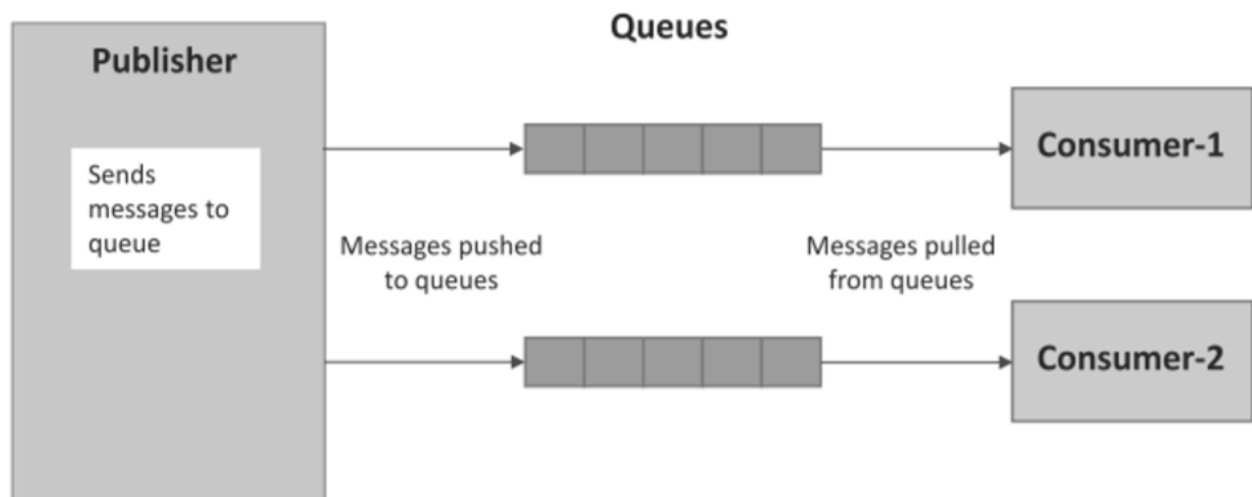 Queues
Publisher
Sends
messages to
queue
Messages pushed
to queues
Messages pulled
from queues
Consumer-1
Consumer-2